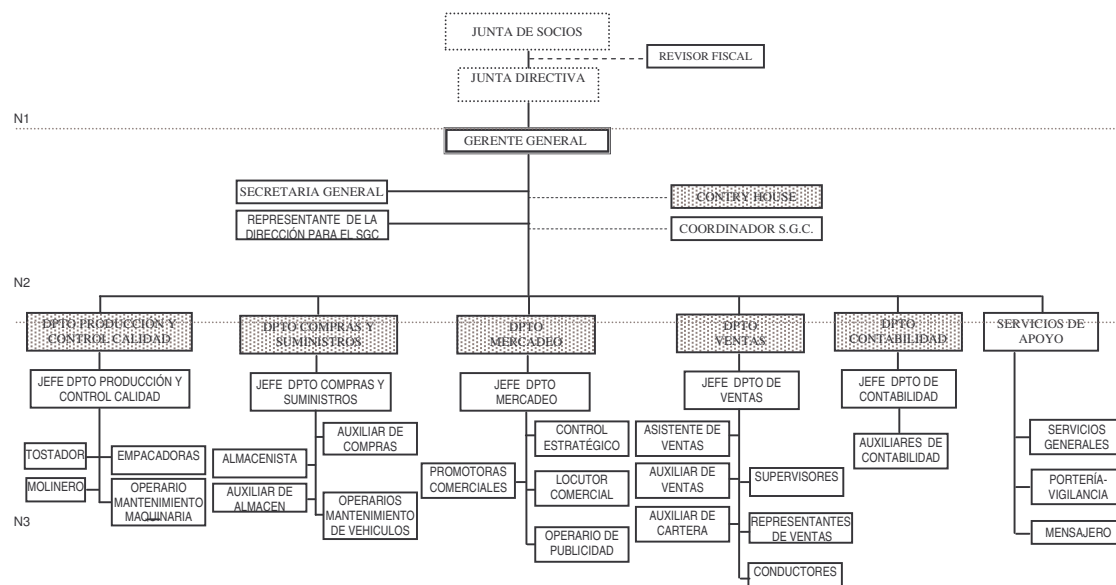 JUNTA DE SOCIOS
REVISOR FISCAL
JUNTA DIRECTIVA
N1
GERENTE GENERAL
SECRETARIA GENERAL
CONTRY HOUSE
REPRESENTANTE DE LA
DIRECCIÓN PARA EL SGC
COORDINADOR S.G.C.
N2
DPTO PRODUCCIÓN Y
CONTROL CALIDAD
DPTO COMPRAS Y
SUMINISTROS
DPTO
MERCADEO
DPTO
VENTAS
DPTO
CONTABILIDAD
SERVICIOS DE
APOYO
JEFE DPTO PRODUCCIÓN Y
CONTROL CALIDAD
JEFE DPTO COMPRAS Y
SUMINISTROS
JEFE DPTO
MERCADEO
JEFE DPTO DE
VENTAS
JEFE DPTO DE
CONTABILIDAD
TOSTADOR
EMPACADORAS
MOLINERO
OPERARIO
MANTENIMIENTO
MAQUINARIA
AUXILIAR DE
COMPRAS
ALMACENISTA
AUXILIAR DE
ALMACEN
OPERARIOS
MANTENIMIENTO
DE VEHICULOS
CONTROL
ESTRATÉGICO
PROMOTORAS
COMERCIALES
LOCUTOR
COMERCIAL
OPERARIO DE
PUBLICIDAD
ASISTENTE DE
VENTAS
AUXILIAR DE
VENTAS
SUPERVISORES
AUXILIAR DE
CARTERA
REPRESENTANTES
DE VENTAS
CONDUCTORES
AUXILIARES DE
CONTABILIDAD
SERVICIOS
GENERALES
PORTERÍA-
VIGILANCIA
MENSAJERO
N3